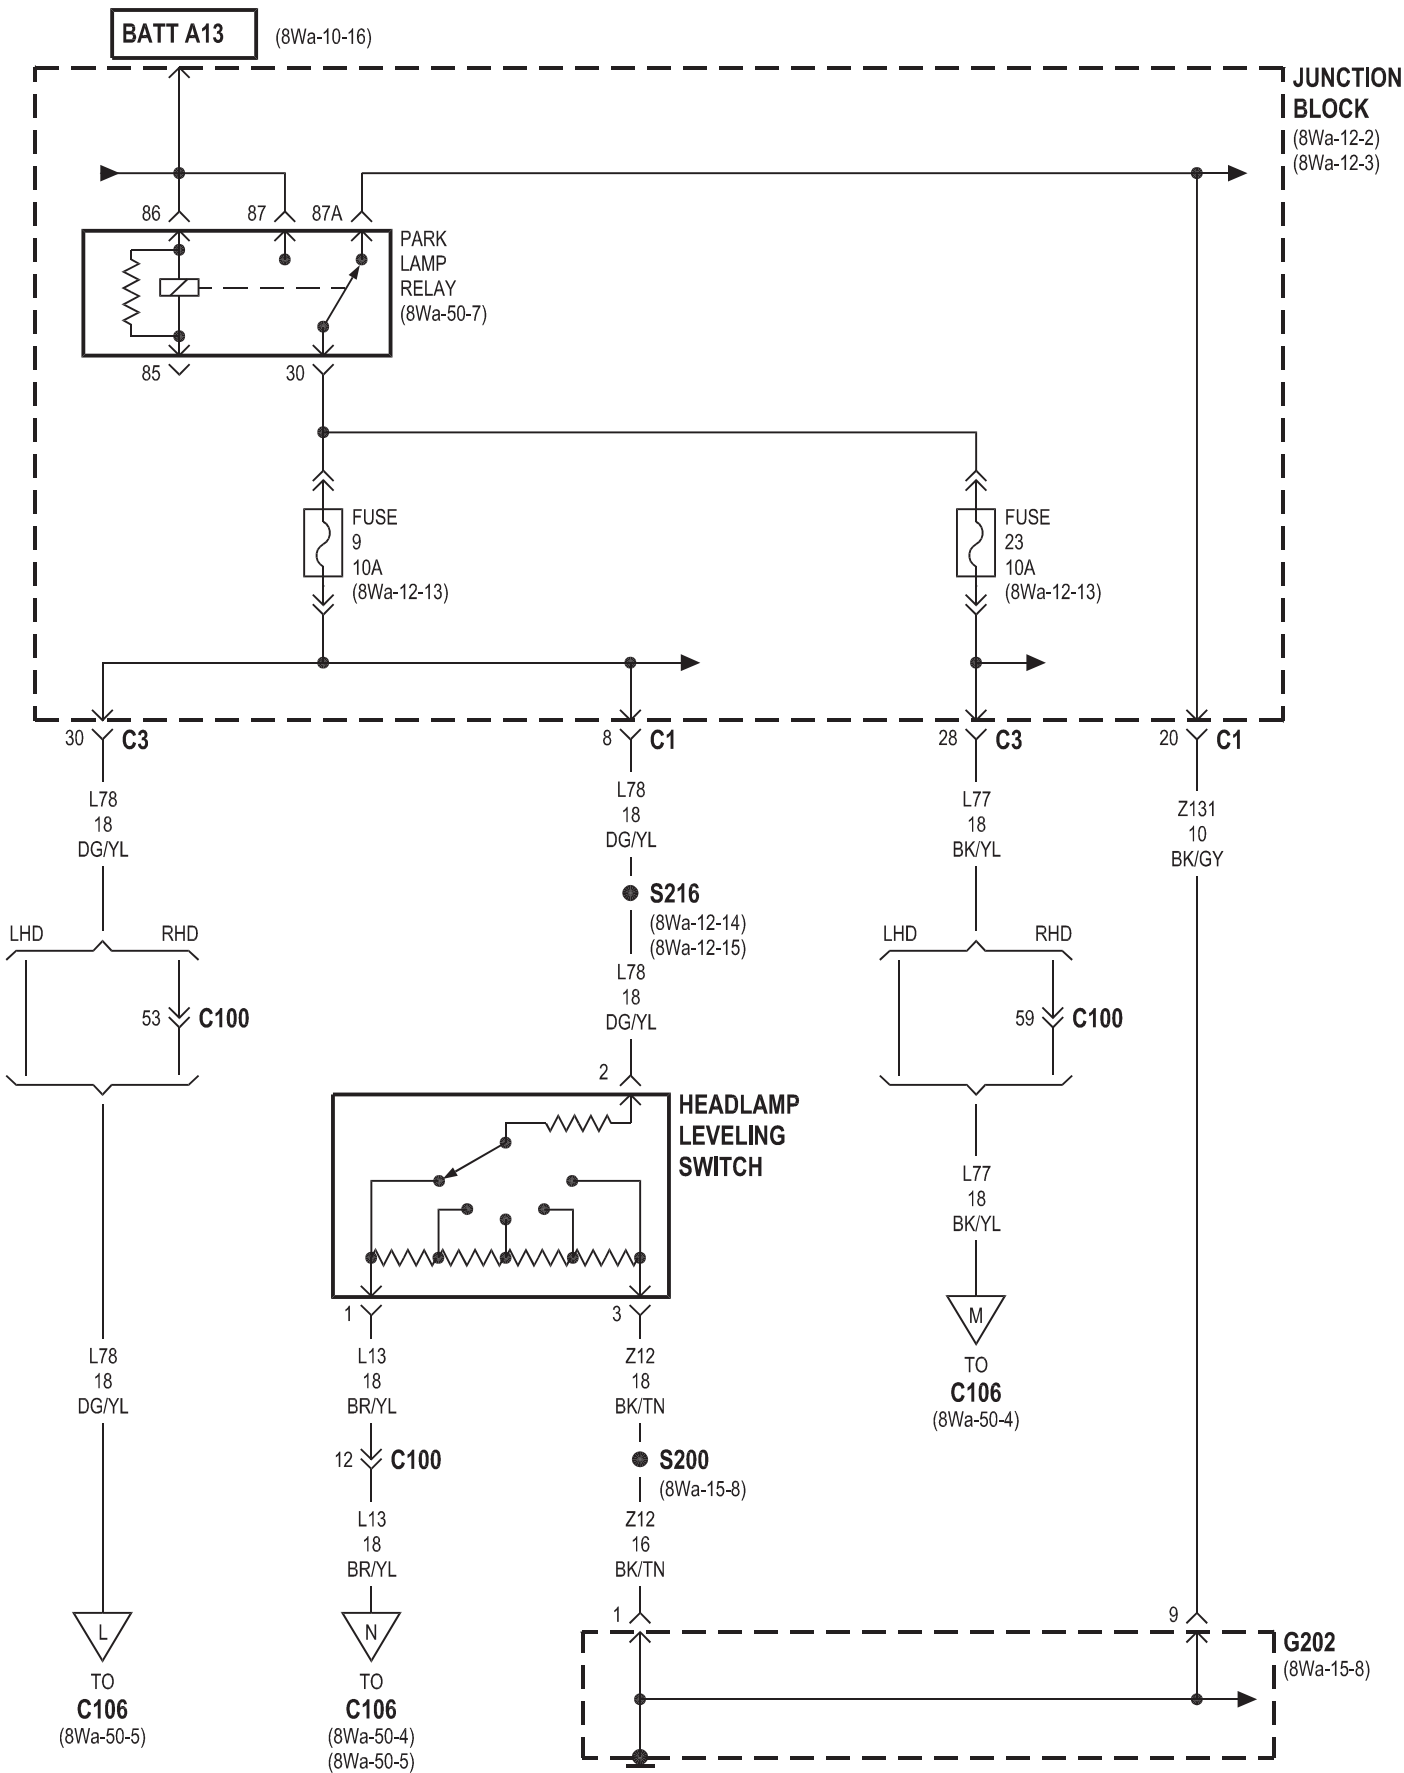 BATT A13
(8Wa-10-16)
JUNCTION
BLOCK
(8Wa-12-2)
(8Wa-12-3)
86
87
87A
PARK
LAMP
RELAY
(8Wa-50-7)
85
30
FUSE
9
10A
(8Wa-12-13)
FUSE
23
10A
(8Wa-12-13)
30
C3
8
C1
28
C3
20
C1
L78
18
DG/YL
L78
18
DG/YL
L77
18
BK/YL
Z131
10
BK/GY
S216
(8Wa-12-14)
(8Wa-12-15)
LHD
RHD
LHD
RHD
L78
18
DG/YL
53
C100
59
C100
2
HEADLAMP
LEVELING
SWITCH
L77
18
BK/YL
1
3
M
TO
C106
(8Wa-50-4)
L78
18
DG/YL
L13
18
BR/YL
Z12
18
BK/TN
12
C100
S200
(8Wa-15-8)
L13
18
BR/YL
Z12
16
BK/TN
1
9
L
TO
C106
(8Wa-50-5)
N
TO
C106
(8Wa-50-4)
(8Wa-50-5)
G202
(8Wa-15-8)